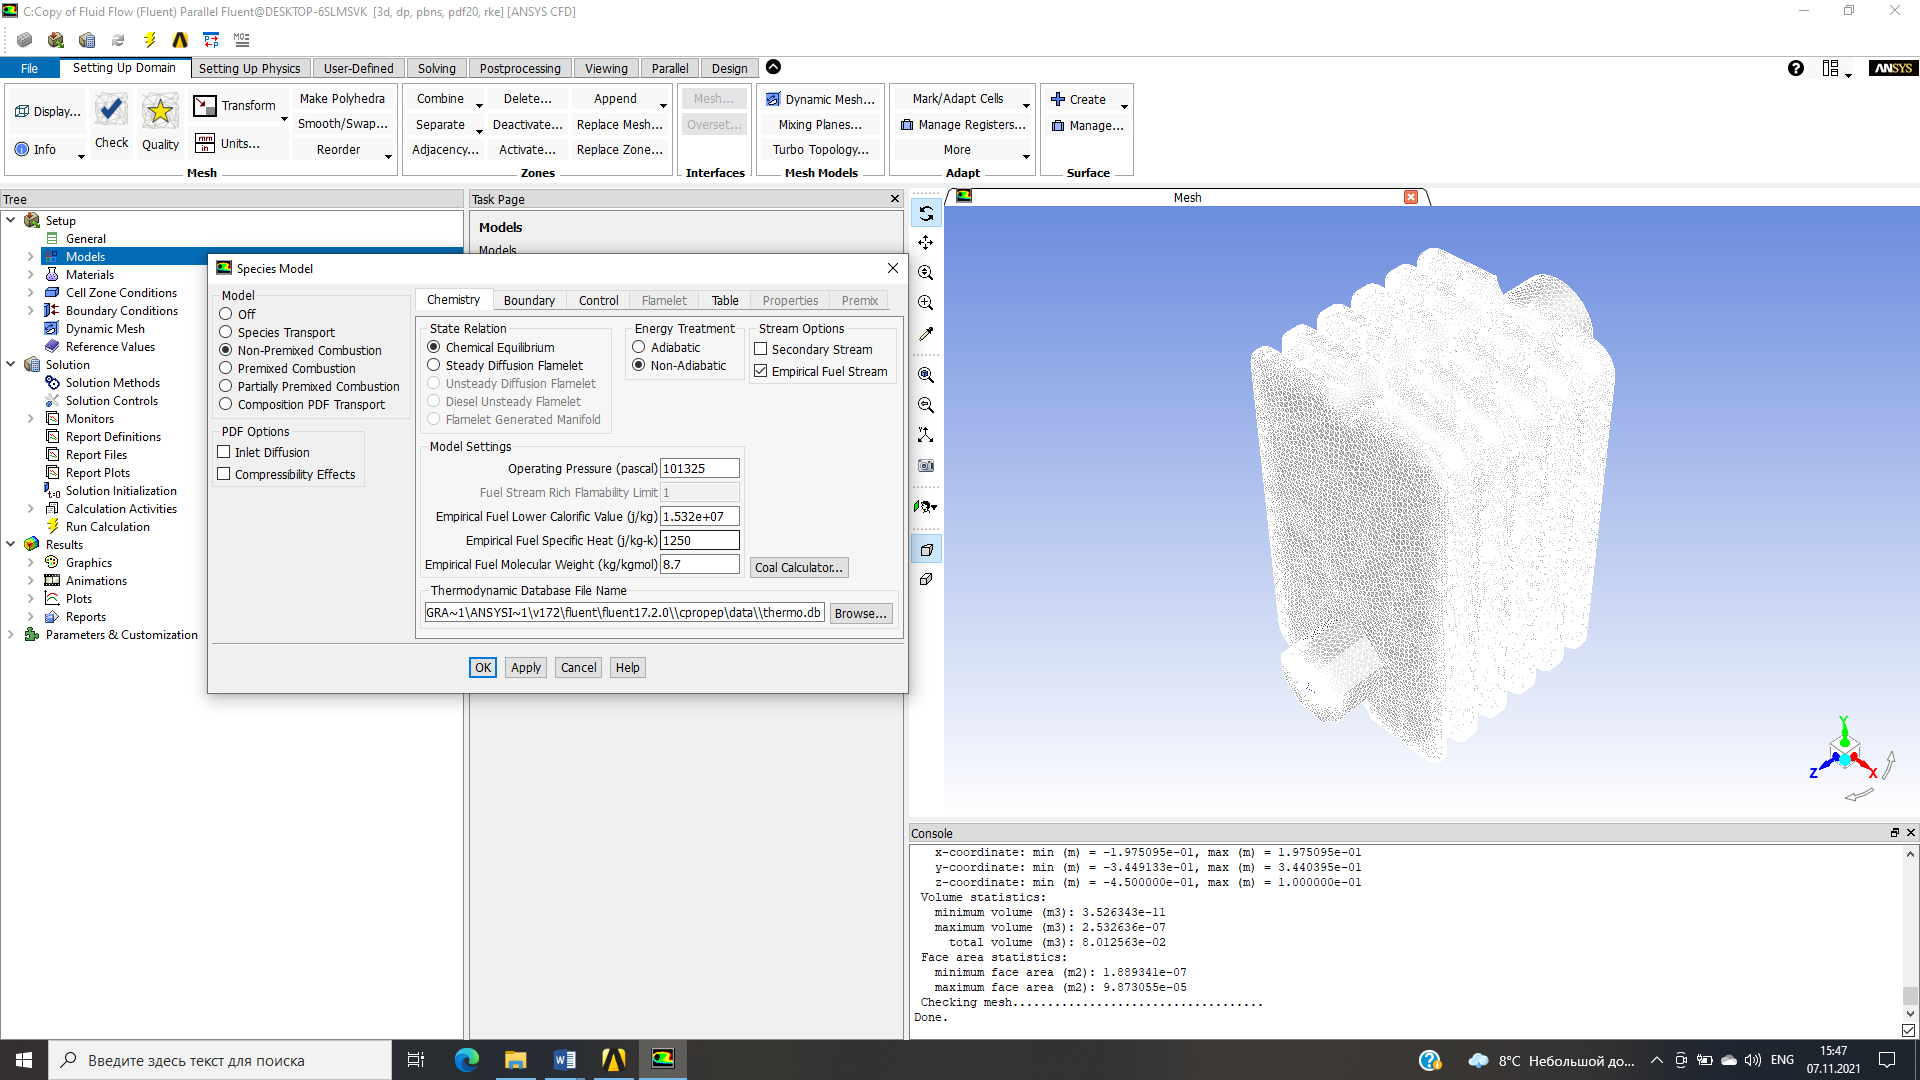 C:Copy of Fluid Flow (Fluent) Parallel Fluent@DESKTOP-6SLMSVK [3d, dp, pbns, pdf20, rke] [ANSYS CFD]
File
Setting Up Domain
Setting Up Physics
User-Defined
Solving
Postprocessing
Viewing
Parallel
Design
ANSYS
Display...
Info
Check
Quality
Transform
Units...
Make Polyhedra
Smooth/Swap...
Reorder
Mesh
Combine
Separate
Adjacency...
Delete...
Deactivate...
Activate...
Append
Replace Mesh...
Replace Zone...
Zones
Mesh...
Overset...
Interfaces
Dynamic Mesh...
Mixing Planes...
Turbo Topology...
Mesh Models
Mark/Adapt Cells
Manage Registers...
More
Adapt
Create
Manage...
Surface
Tree
Setup
General
Models
Materials
Cell Zone Conditions
Boundary Conditions
Dynamic Mesh
Reference Values
Solution
Solution Methods
Solution Controls
Monitors
Report Definitions
Report Files
Report Plots
Solution Initialization
Calculation Activities
Run Calculation
Results
Graphics
Animations
Plots
Reports
Parameters & Customization
Task Page
Models
Models
Species Model
Model
Off
Species Transport
Non-Premixed Combustion
Premixed Combustion
Partially Premixed Combustion
Composition PDF Transport
PDF Options
Inlet Diffusion
Compressibility Effects
Chemistry
Boundary
Control
Flamelet
Table
Properties
Premix
State Relation
Chemical Equilibrium
Steady Diffusion Flamelet
Unsteady Diffusion Flamelet
Diesel Unsteady Flamelet
Flamelet Generated Manifold
Energy Treatment
Adiabatic
Non-Adiabatic
Stream Options
Secondary Stream
Empirical Fuel Stream
Model Settings
Operating Pressure (pascal) 101325
Fuel Stream Rich Flamability Limit 1
Empirical Fuel Lower Calorific Value (j/kg) 1.532e+07
Empirical Fuel Specific Heat (j/kg-k) 1250
Empirical Fuel Molecular Weight (kg/kgmol) 8.7
Coal Calculator...
Thermodynamic Database File Name
GRA~1\ANSYSI~1\v172\fluent\fluent17.2.0\\cpropep\data\\thermo.db
Browse...
OK
Apply
Cancel
Help
Mesh
Y
Z
X
Console
x-coordinate: min (m) = -1.975095e-01, max (m) = 1.975095e-01
y-coordinate: min (m) = -3.449133e-01, max (m) = 3.440395e-01
z-coordinate: min (m) = -4.500000e-01, max (m) = 1.000000e-01
Volume statistics:
minimum volume (m3): 3.526343e-11
maximum volume (m3): 2.532636e-07
total volume (m3): 8.012563e-02
Face area statistics:
minimum face area (m2): 1.889341e-07
maximum face area (m2): 9.873055e-05
Checking mesh....................................
Done.
Введите здесь текст для поиска
8°C Небольшой до...
ENG
15:47
07.11.2021